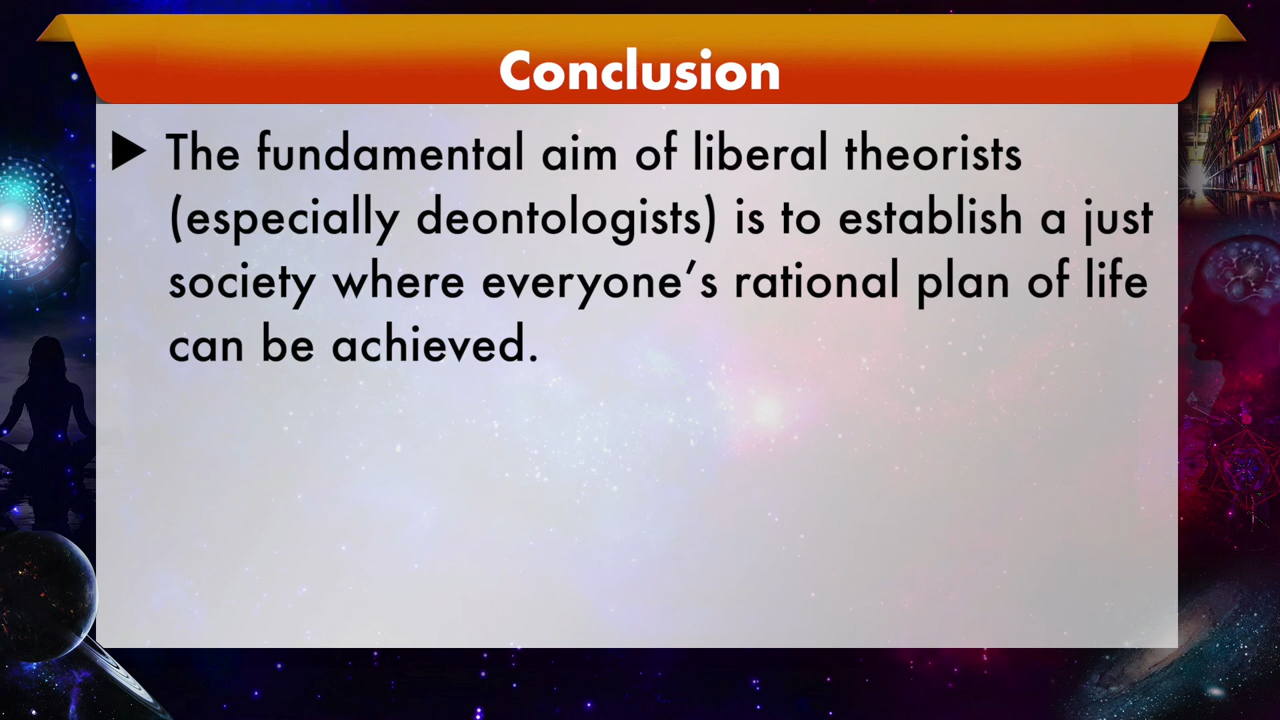 Conclusion
▶ The fundamental aim of liberal theorists
(especially deontologists) is to establish a just
society where everyone’s rational plan of life
can be achieved.